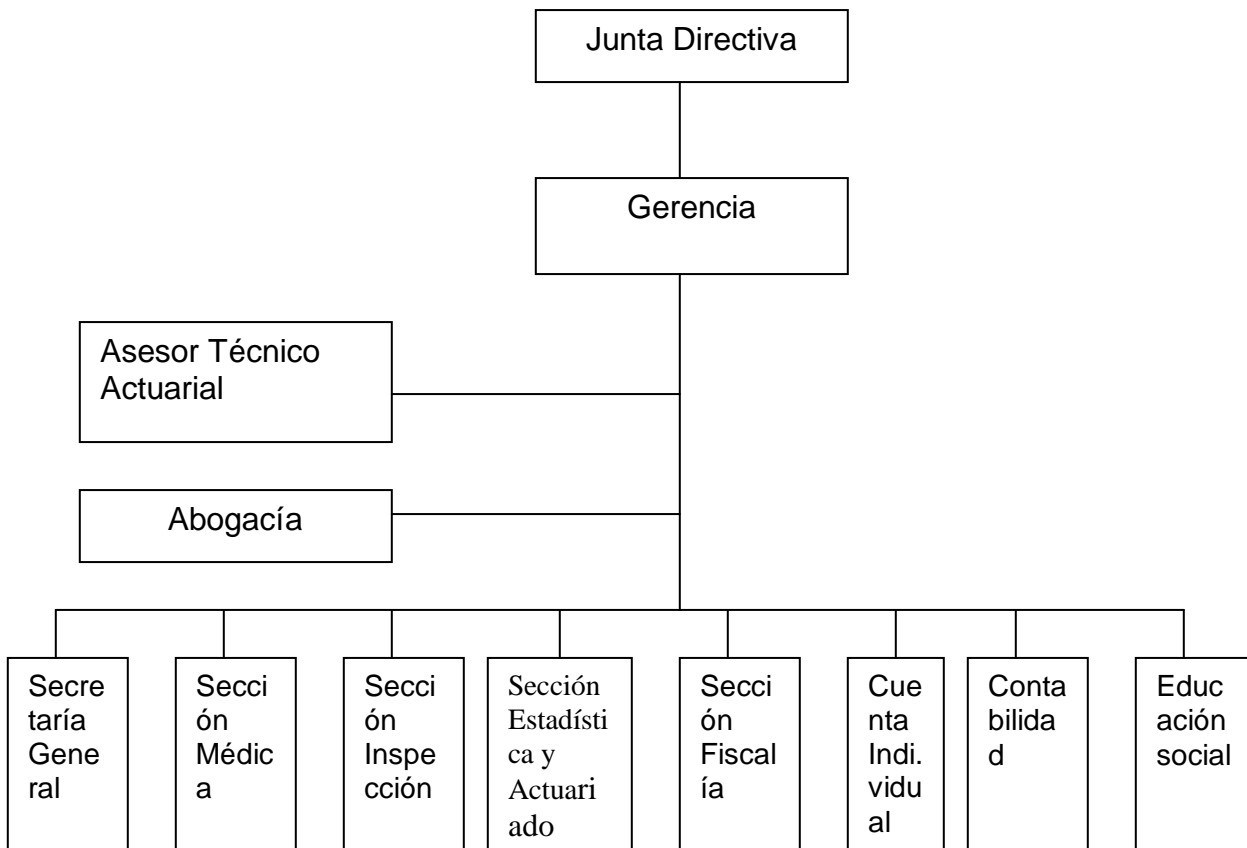 Junta Directiva
Gerencia
Asesor Técnico
Actuarial
Abogacía
Secre
taría
Gene
ral
Secci
ón
Médic
a
Secci
ón
Inspe
cción
Sección
Estadísti
ca y
Actuari
ado
Secci
ón
Fiscal
ía
Cue
nta
Indi.
vidu
al
Conta
bilida
d
Educ
ación
social